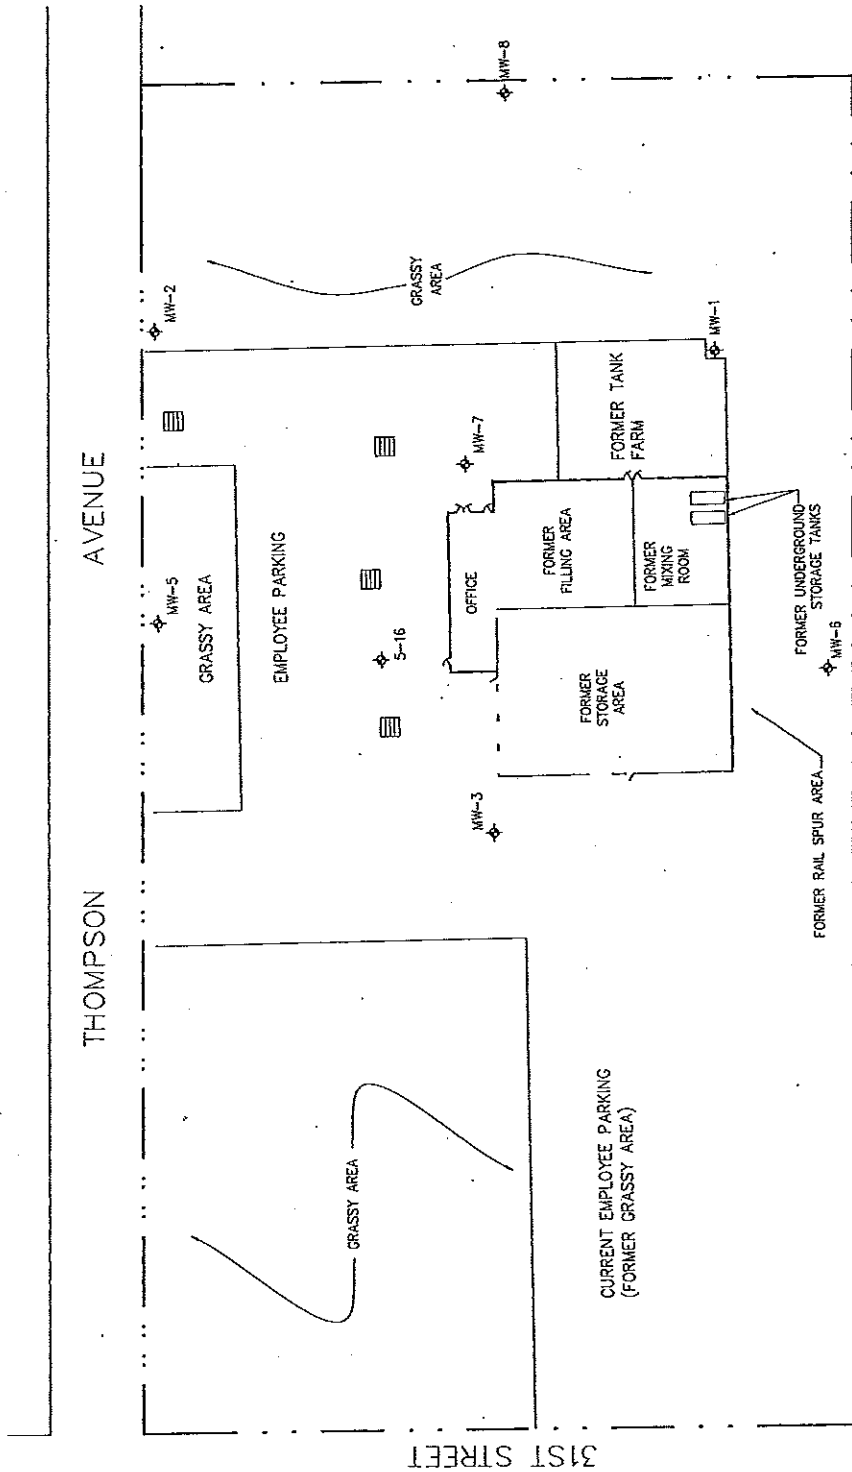 THOMPSON AVENUE
31ST STREET
MW-2
MW-5
GRASSY AREA
EMPLOYEE PARKING
5-16
MW-7
MW-3
OFFICE
FORMER
FILLING AREA
FORMER
MIXING
ROOM
FORMER TANK
FARM
FORMER
STORAGE
AREA
MW-1
MW-8
GRASSY
AREA
FORMER UNDERGROUND
STORAGE TANKS
MW-6
FORMER RAIL SPUR AREA
GRASSY AREA
CURRENT EMPLOYEE PARKING
(FORMER GRASSY AREA)